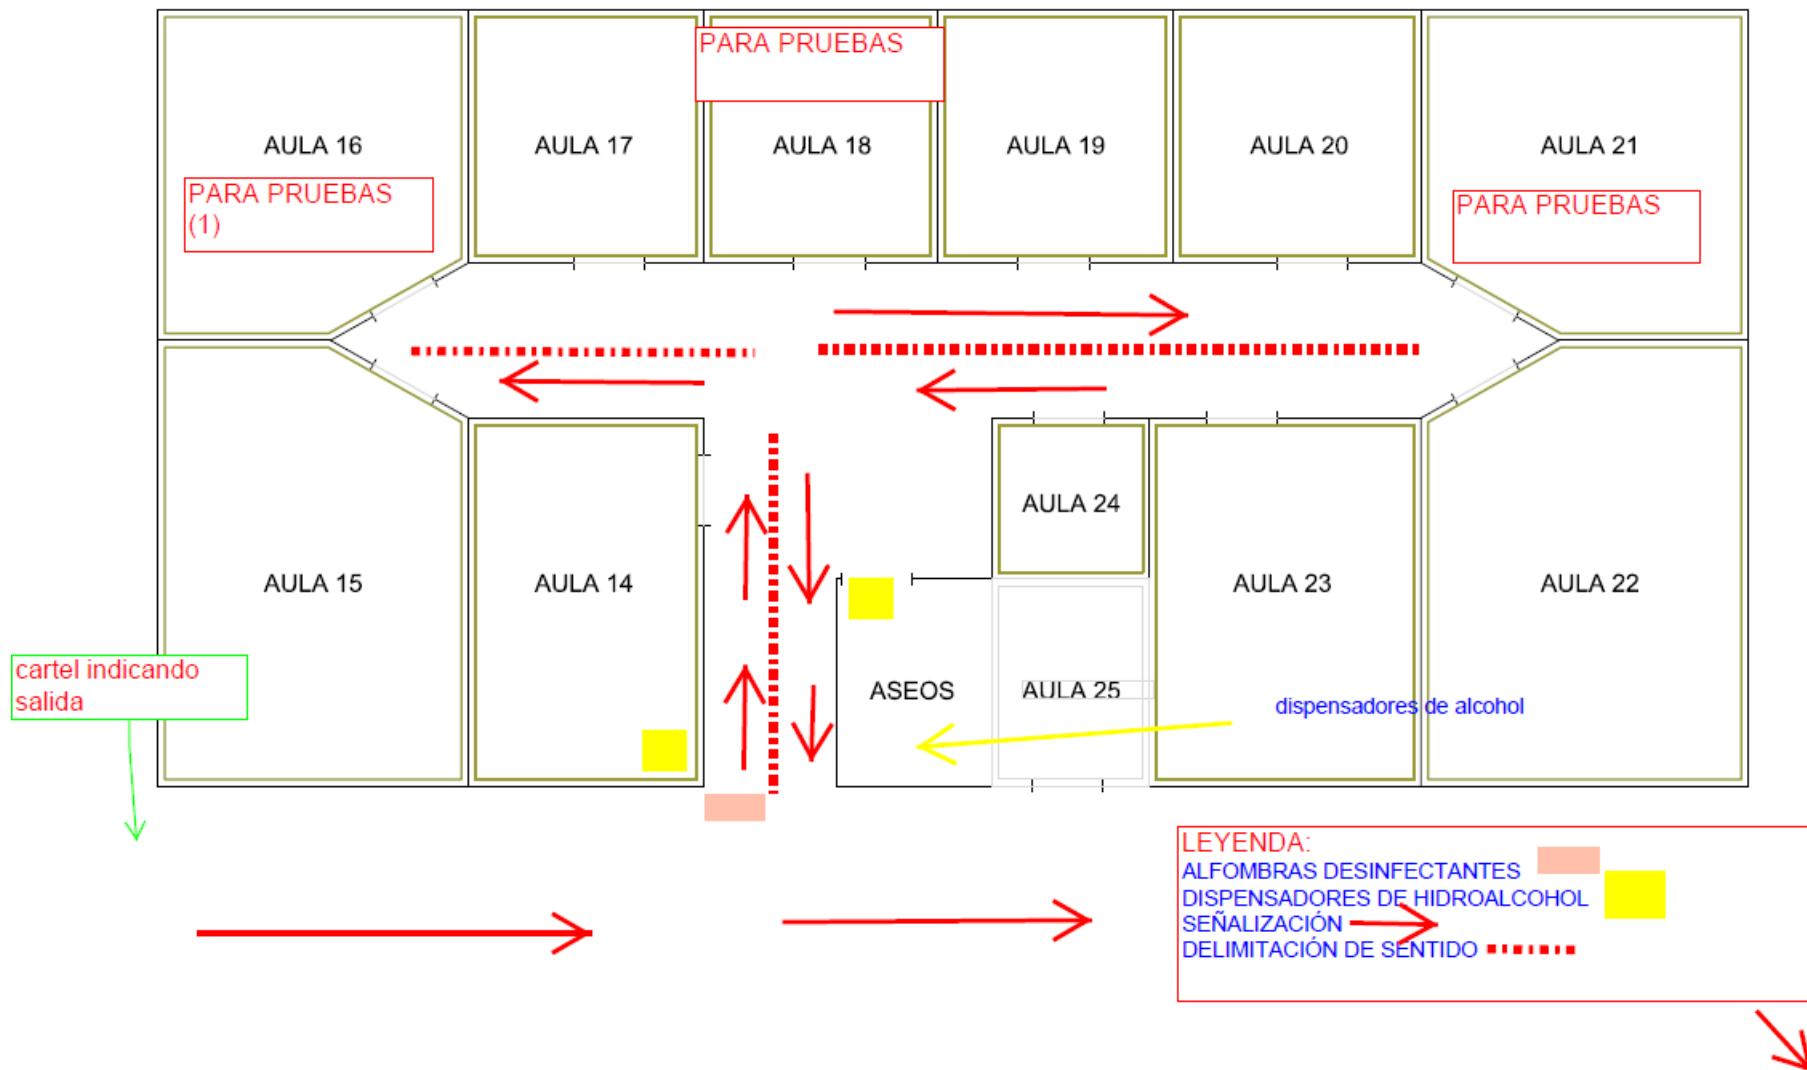 PARA PRUEBAS
AULA 16
AULA 17
AULA 18
AULA 19
AULA 20
AULA 21
PARA PRUEBAS
(1)
PARA PRUEBAS
AULA 24
AULA 15
AULA 14
AULA 23
AULA 22
cartel indicando
salida
ASEOS
AULA 25
dispensadores de alcohol
LEYENDA:
ALFOMBRAS DESINFECTANTES
DISPENSADORES DE HIDROALCOHOL
SEÑALIZACIÓN
DELIMITACIÓN DE SENTIDO